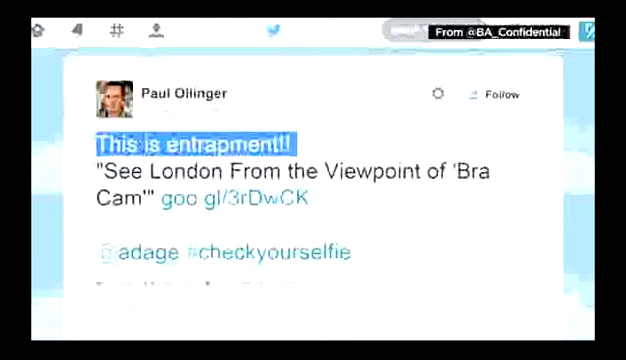 From @BA_Confidential
Paul Ollinger
Follow
This is entrapment!!
"See London From the Viewpoint of 'Bra
Cam'" goo gl/3rDwCK
@adage #checkyourselfie